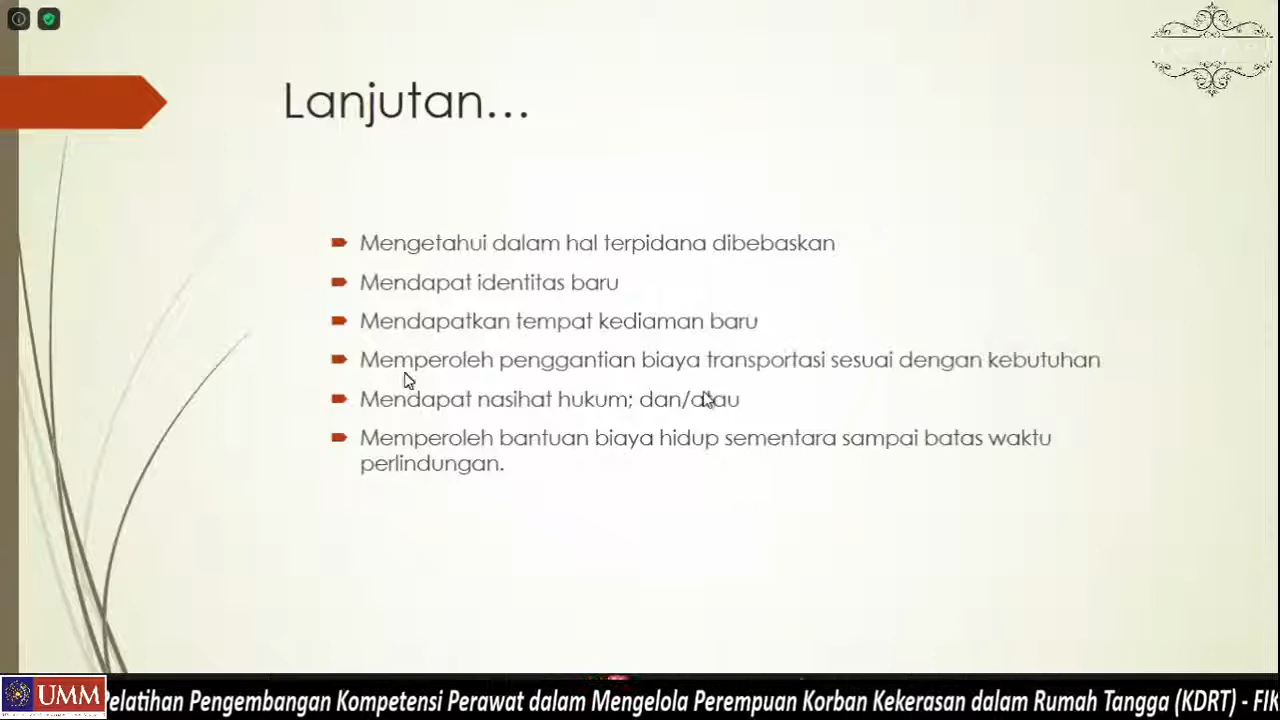 Lanjutan...
Mengetahui dalam hal terpidana dibebaskan
Mendapat identitas baru
Mendapatkan tempat kediaman baru
Memperoleh penggantian biaya transportasi sesuai dengan kebutuhan
Mendapat nasihat hukum; dan/atau
Memperoleh bantuan biaya hidup sementara sampai batas waktu
perlindungan.
UMM
Pelatihan Pengembangan Kompetensi Perawat dalam Mengelola Perempuan Korban Kekerasan dalam Rumah Tangga (KDRT) - FIK